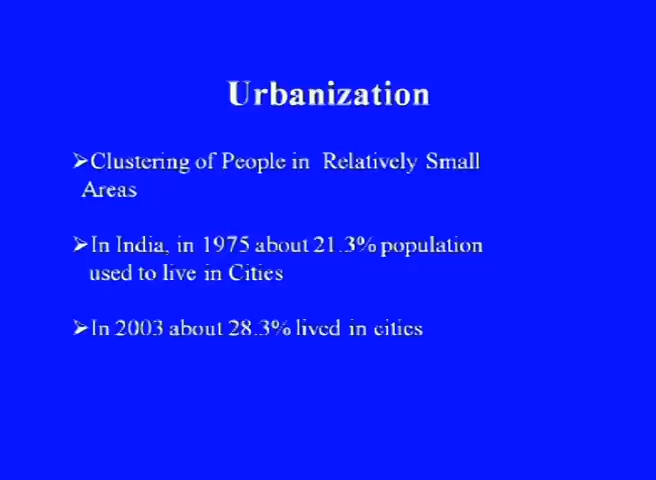 Urbanization
➢Clustering of People in Relatively Small
Areas
➢In India, in 1975 about 21.3% population
used to live in Cities
➢In 2003 about 28.3% lived in cities